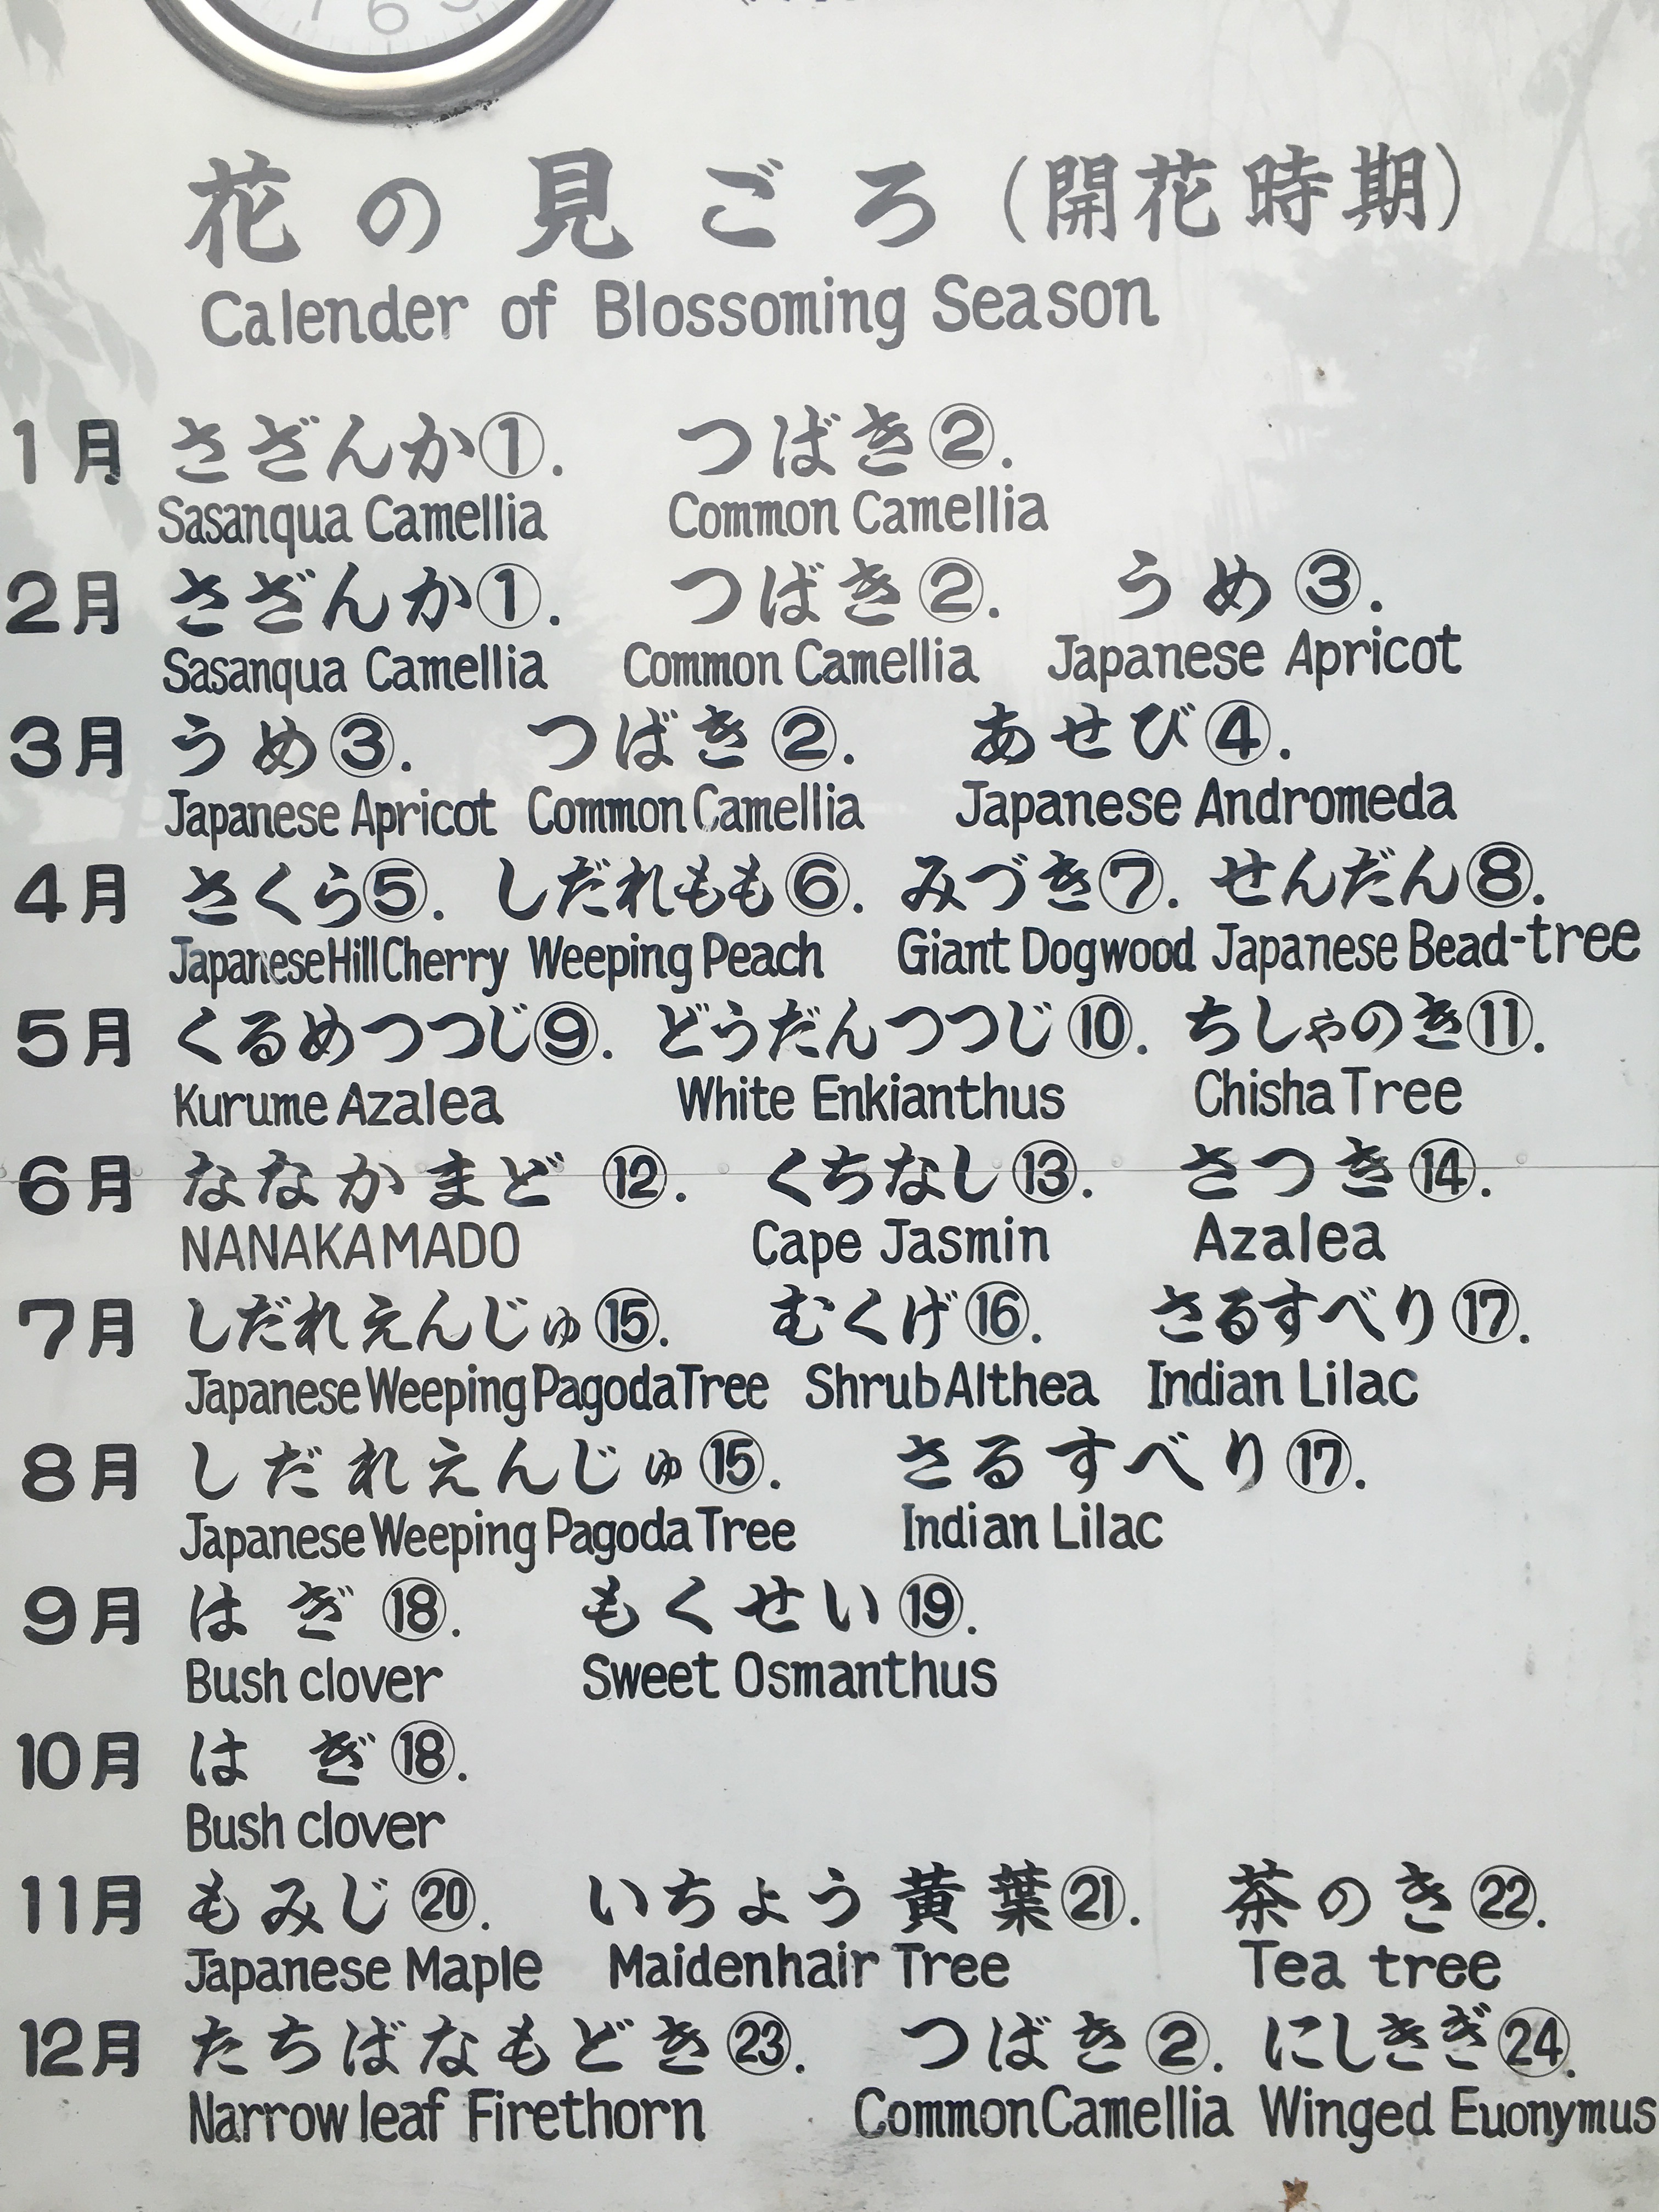 7 6 5
花の見ごろ（開花時期）
Calender of Blossoming Season
1月 さざんか①. つばき②.
Sasanqua Camellia Common Camellia
2月 さざんか①. つばき②. うめ③.
Sasanqua Camellia Common Camellia Japanese Apricot
3月 うめ③. つばき②. あせび④.
Japanese Apricot Common Camellia Japanese Andromeda
4月 さくら⑤. しだれもも⑥. みづき⑦. せんだん⑧.
Japanese Hill Cherry Weeping Peach Giant Dogwood Japanese Bead-tree
5月 くるめつつじ⑨. どうだんつつじ⑩. ちしゃのき⑪.
Kurume Azalea White Enkianthus Chisha Tree
6月 ななかまど⑫. くちなし⑬. さつき⑭.
NANAKAMADO Cape Jasmin Azalea
7月 しだれえんじゅ⑮. むくげ⑯. さるすべり⑰.
Japanese Weeping Pagoda Tree Shrub Althea Indian Lilac
8月 しだれえんじゅ⑮. さるすべり⑰.
Japanese Weeping Pagoda Tree Indian Lilac
9月 はぎ⑱. もくせい⑲.
Bush clover Sweet Osmanthus
10月 はぎ⑱.
Bush clover
11月 もみじ⑳. いちょう黄葉㉑. 茶のき㉒.
Japanese Maple Maidenhair Tree Tea tree
12月 たちばなもどき㉓. つばき②. にしきぎ㉔.
Narrow leaf Firethorn Common Camellia Winged Euonymus